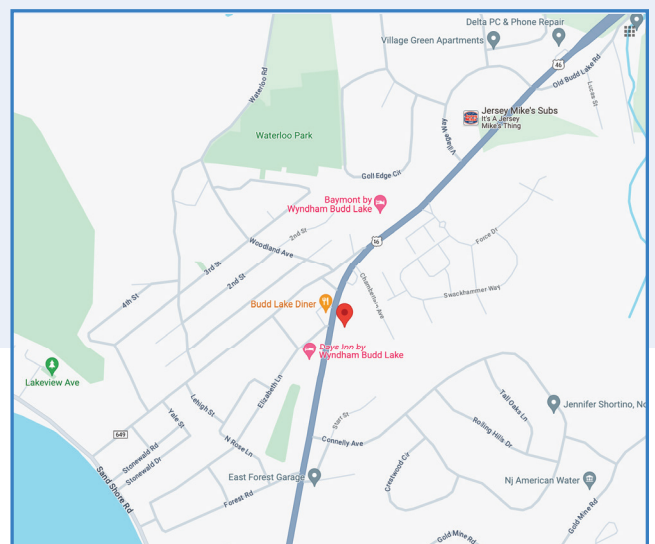 Delta PC & Phone Repair
Village Green Apartments
46
Old Budd Lake Rd
Waterloo Rd
Lucas St
Jersey Mike's Subs
It's A Jersey
Mike's Thing
Waterloo Park
Village Way
Golf Edge Cir
Baymont by
Wyndham Budd Lake
2nd St
Foxce Dr
46
Woodland Ave
3rd St
2nd St
Chamberlain Ave
Swackhammer Way
4th St
Budd Lake Diner
Days Inn by
Wyndham Budd Lake
Lakeview Ave
Elizabeth Ln
Tall Oaks Ln
Lehigh St
Jennifer Shortino, No
Yale St
Starr St
Rolling Hills Dr
649
N Rose Ln
Connelly Ave
Stonewald Rd
Stonewald Dr
Crestwood Cir
Sand Shore Rd
East Forest Garage
Nj American Water
Forest Rd
Gold Mine Rd
Gold Mine Rd